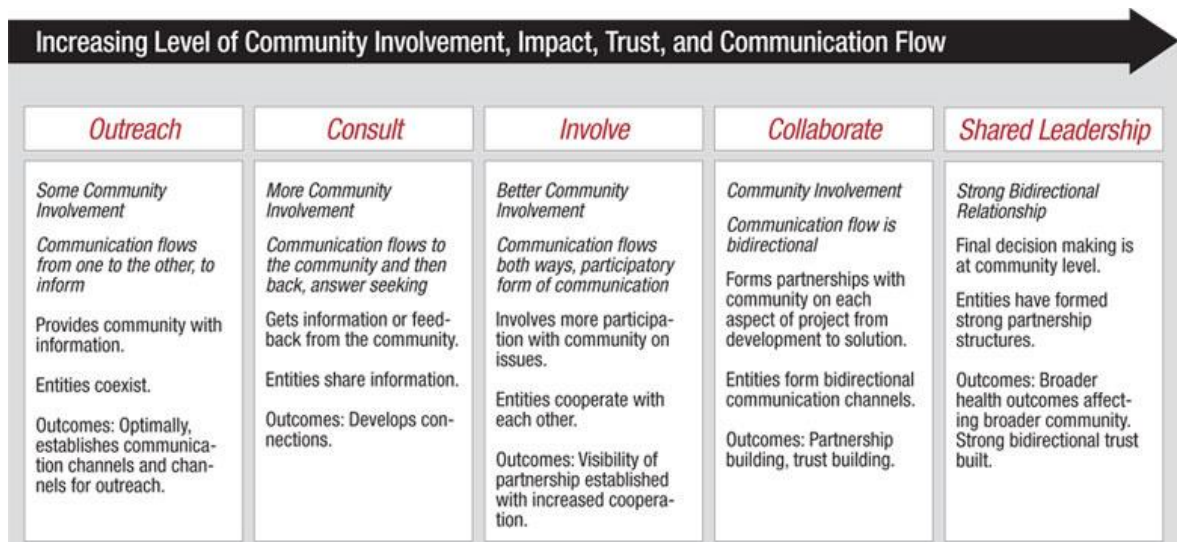 Increasing Level of Community Involvement, Impact, Trust, and Communication Flow
Outreach
Some Community
Involvement
Communication flows
from one to the other, to
inform
Provides community with
information.
Entities coexist.
Outcomes: Optimally,
establishes communica-
tion channels and chan-
nels for outreach.
Consult
More Community
Involvement
Communication flows to
the community and then
back, answer seeking
Gets information or feed-
back from the community.
Entities share information.
Outcomes: Develops con-
nections.
Involve
Better Community
Involvement
Communication flows
both ways, participatory
form of communication
Involves more participa-
tion with community on
issues.
Entities cooperate with
each other.
Outcomes: Visibility of
partnership established
with increased coopera-
tion.
Collaborate
Community Involvement
Communication flow is
bidirectional
Forms partnerships with
community on each
aspect of project from
development to solution.
Entities form bidirectional
communication channels.
Outcomes: Partnership
building, trust building.
Shared Leadership
Strong Bidirectional
Relationship
Final decision making is
at community level.
Entities have formed
strong partnership
structures.
Outcomes: Broader
health outcomes affect-
ing broader community.
Strong bidirectional trust
built.